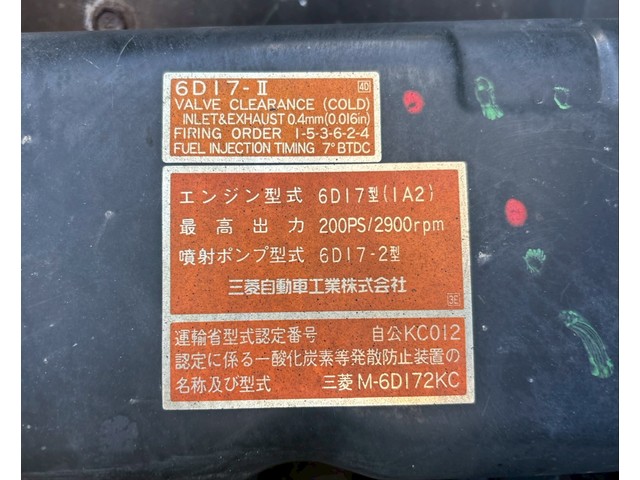 6D17-Ⅱ 4D
VALVE CLEARANCE (COLD)
INLET&EXHAUST 0.4mm(0.016in)
FIRING ORDER 1-5-3-6-2-4
FUEL INJECTION TIMING 7°BTDC
エンジン型式 6D17型(1A2)
最高出力 200PS/2900rpm
噴射ポンプ型式 6D17-2型
三菱自動車工業株式会社
3E
運輸省型式認定番号 自公KC012
認定に係る一酸化炭素等発散防止装置の
名称及び型式 三菱 M-6D172KC